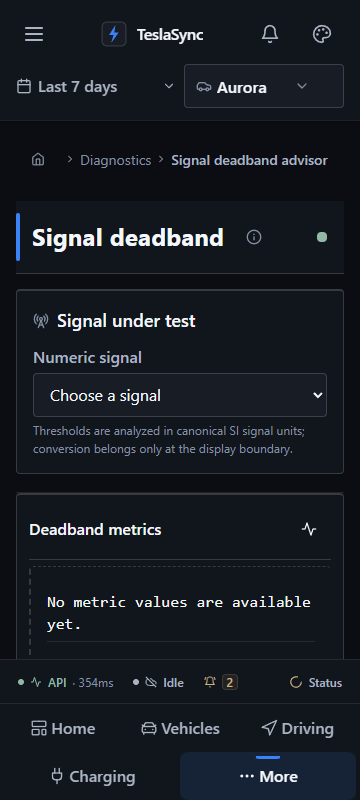 TeslaSync
Last 7 days
Aurora
Diagnostics
Signal deadband advisor
Signal deadband
Signal under test
Numeric signal
Choose a signal
Thresholds are analyzed in canonical SI signal units;
conversion belongs only at the display boundary.
Deadband metrics
No metric values are available
yet.
API · 354ms
Idle
2
Status
Home
Vehicles
Driving
Charging
More